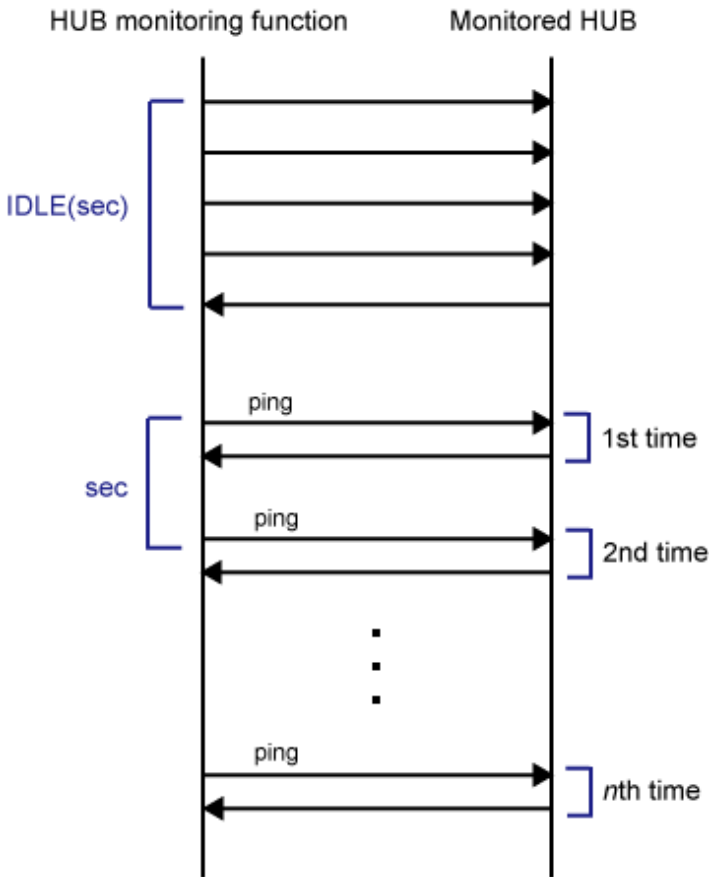 HUB monitoring function
Monitored HUB
IDLE(sec)
ping
1st time
sec
ping
2nd time
ping
nth time